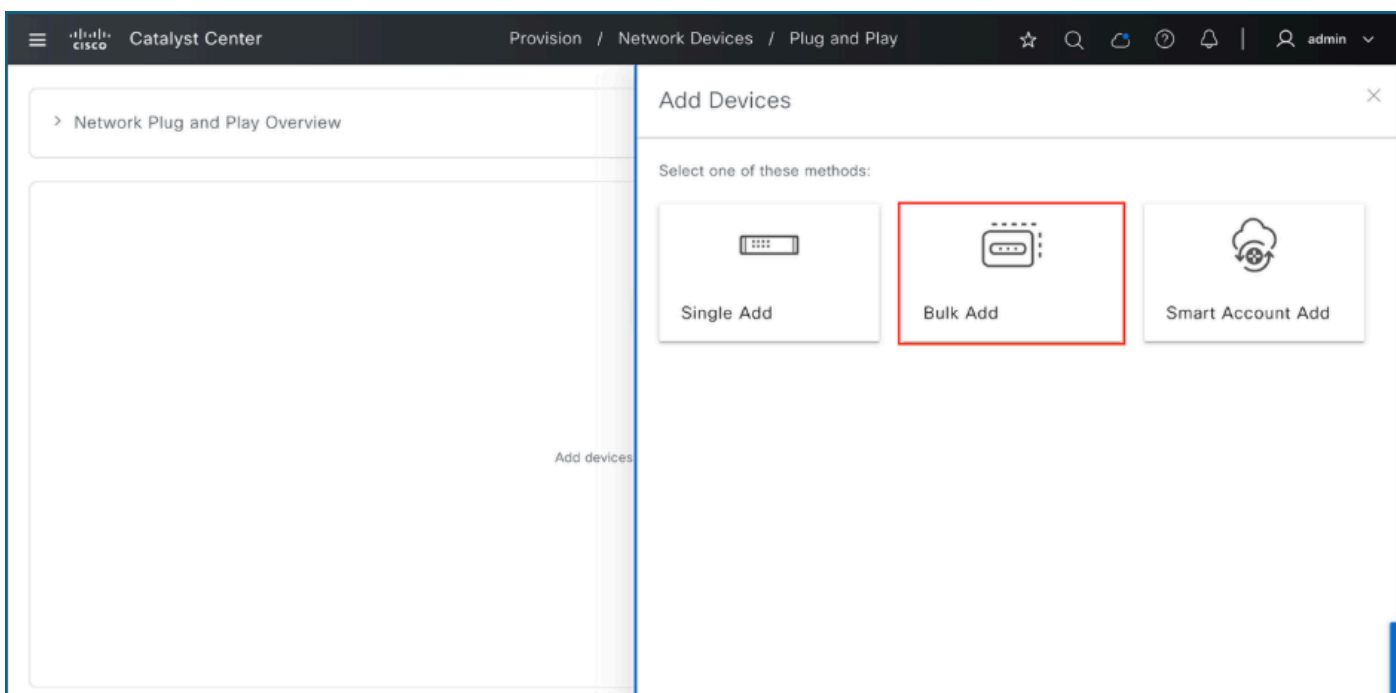 cisco Catalyst Center Provision / Network Devices / Plug and Play admin
Network Plug and Play Overview
Add devices
Add Devices
Select one of these methods:
Single Add
Bulk Add
Smart Account Add